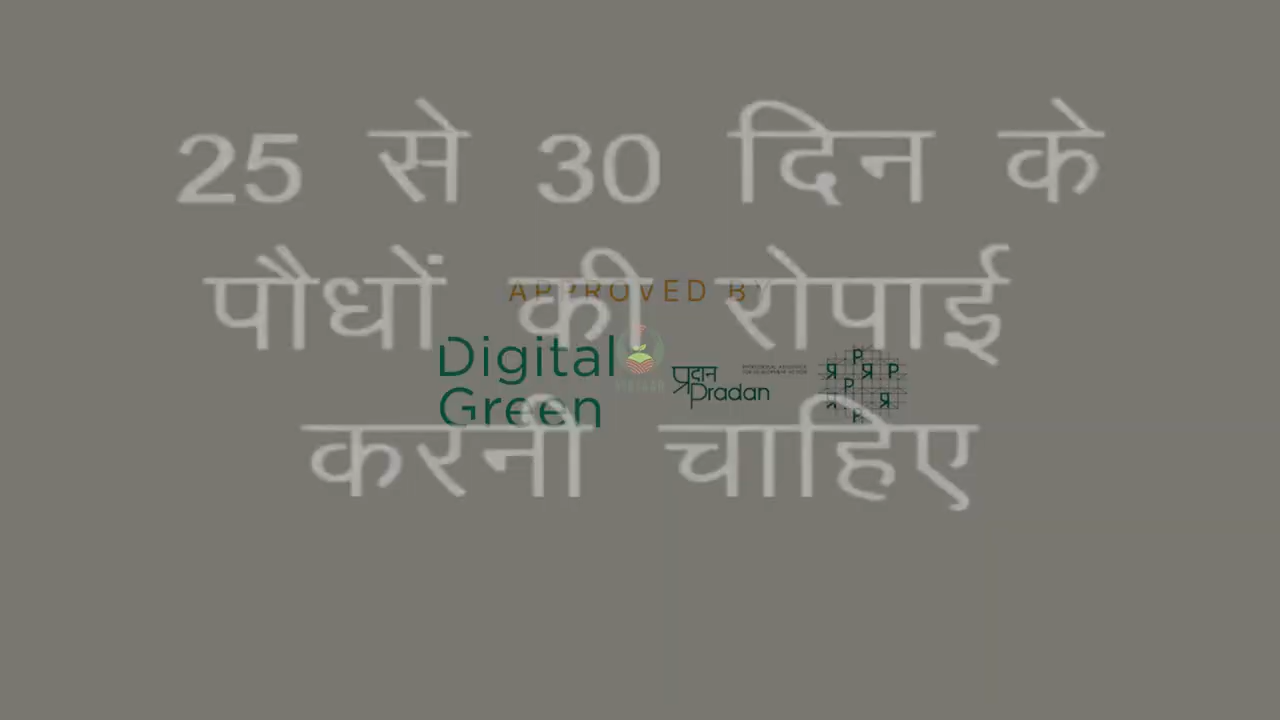 25 से 30 दिन के
पौधों की रोपाई
APPROVED BY
Digital
Green
प्रदान
Pradan
करनी चाहिए